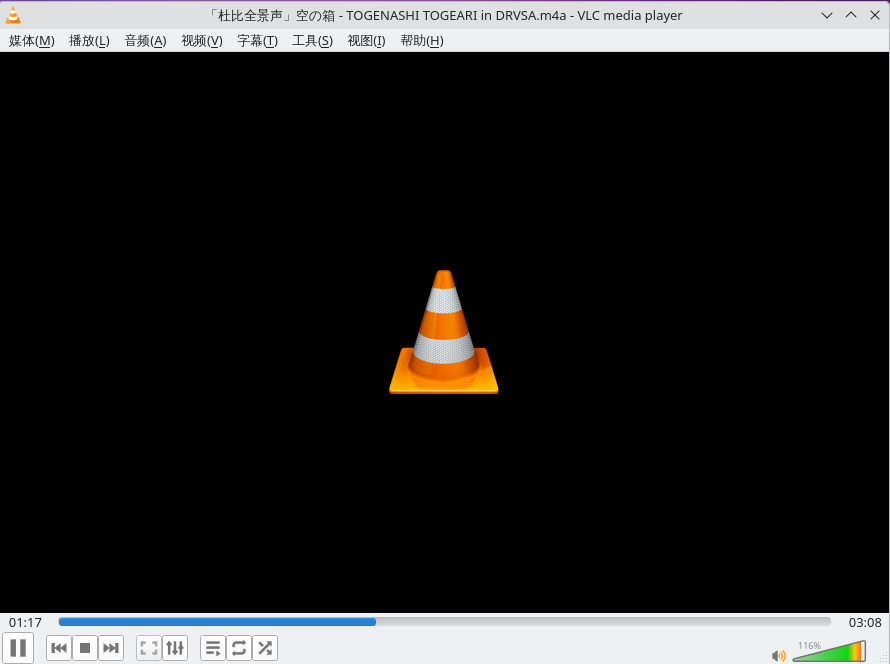 「杜比全景声」空の箱 - TOGENASHI TOGEARI in DRVSA.m4a - VLC media player
媒体(M) 播放(L) 音频(A) 视频(V) 字幕(T) 工具(S) 视图(I) 帮助(H)
01:17 03:08
116%